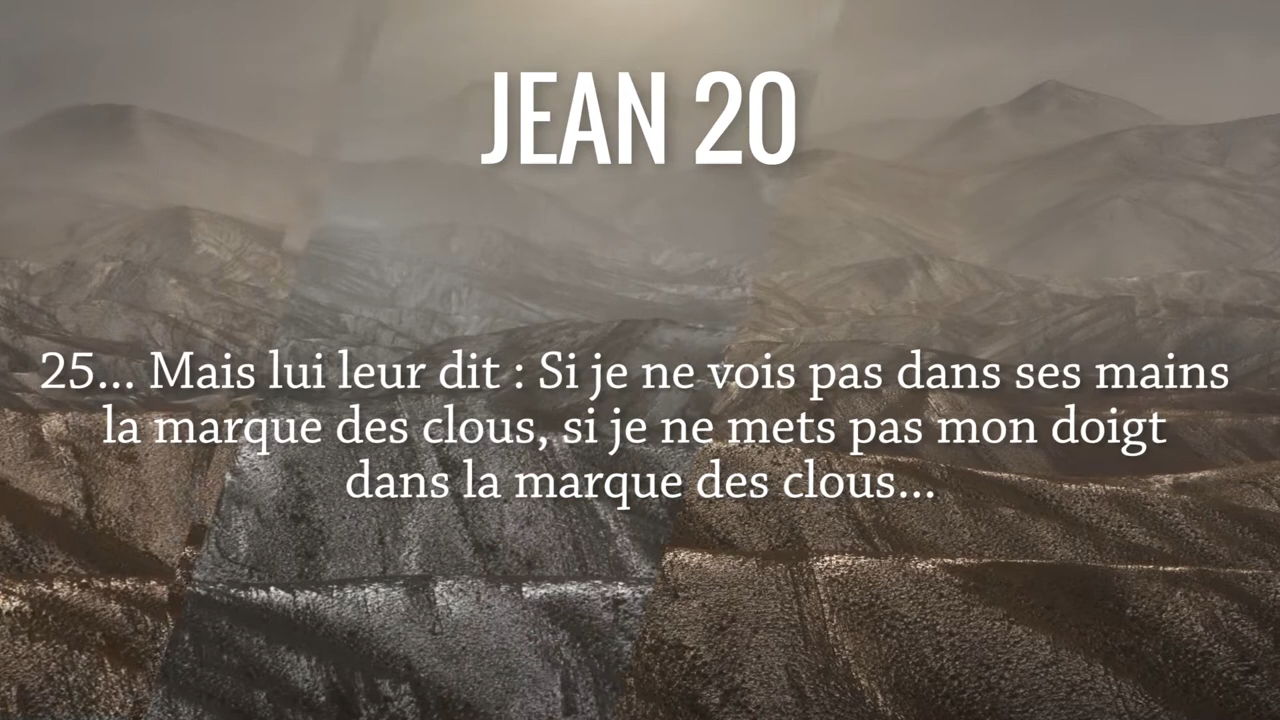 JEAN 20
25... Mais lui leur dit : Si je ne vois pas dans ses mains
la marque des clous, si je ne mets pas mon doigt
dans la marque des clous...